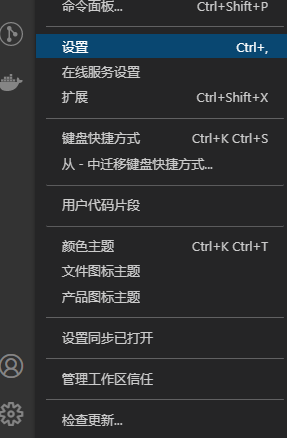 命令面板... Ctrl+Shift+P
设置 Ctrl+,
在线服务设置
扩展 Ctrl+Shift+X
键盘快捷方式 Ctrl+K Ctrl+S
从 - 中迁移键盘快捷方式...
用户代码片段
颜色主题 Ctrl+K Ctrl+T
文件图标主题
产品图标主题
设置同步已打开
管理工作区信任
检查更新...